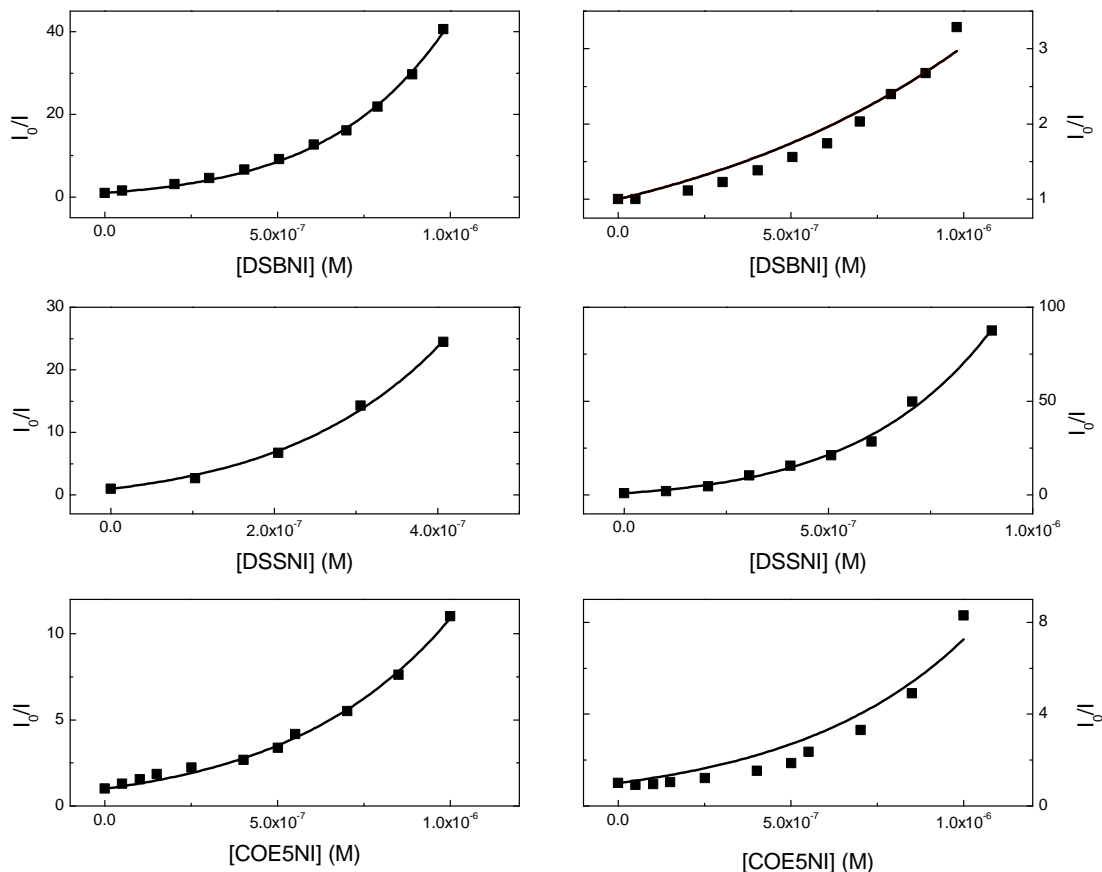 40
20
0
I₀/I
0.0
5.0x10⁻⁷
1.0x10⁻⁶
[DSBNI] (M)
3
2
1
I₀/I
0.0
5.0x10⁻⁷
1.0x10⁻⁶
[DSBNI] (M)
30
20
10
0
I₀/I
0.0
2.0x10⁻⁷
4.0x10⁻⁷
[DSSNI] (M)
100
50
0
I₀/I
0.0
5.0x10⁻⁷
1.0x10⁻⁶
[DSSNI] (M)
10
5
0
I₀/I
0.0
5.0x10⁻⁷
1.0x10⁻⁶
[COE5NI] (M)
8
4
0
I₀/I
0.0
5.0x10⁻⁷
1.0x10⁻⁶
[COE5NI] (M)